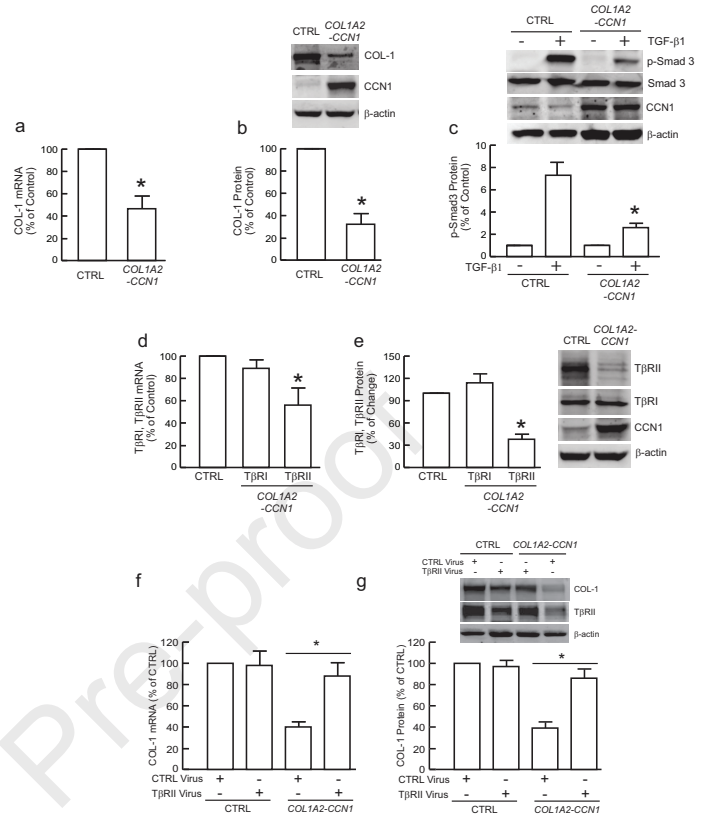 CTRL COL1A2
-CCN1
COL-1
CCN1
β-actin
CTRL COL1A2
-CCN1
- + - + TGF-β1
p-Smad 3
Smad 3
CCN1
β-actin
a
COL-1 mRNA
(% of Control)
100
80
60
40
20
0
*
CTRL COL1A2
-CCN1
b
COL-1 Protein
(% of Control)
100
80
60
40
20
0
*
CTRL COL1A2
-CCN1
c
p-Smad3 Protein
(% of Control)
10
8
6
4
2
0
*
TGF-β1 - + - +
CTRL COL1A2
-CCN1
d
TβRI, TβRII mRNA
(% of Control)
100
80
60
40
20
0
*
CTRL TβRI TβRII
COL1A2
-CCN1
e
TβRI, TβRII Protein
(% of Change)
150
120
90
60
30
0
*
CTRL TβRI TβRII
COL1A2
-CCN1
CTRL COL1A2-
CCN1
TβRII
TβRI
CCN1
β-actin
f
COL-1 mRNA (% of CTRL)
120
100
80
60
40
20
0
*
CTRL Virus + - + -
TβRII Virus - + - +
CTRL COL1A2-CCN1
g
CTRL COL1A2-CCN1
CTRL Virus + - - +
TβRII Virus - + + -
COL-1
TβRII
β-actin
COL-1 Protein (% of CTRL)
120
100
80
60
40
20
0
*
CTRL Virus + - + -
TβRII Virus - + - +
CTRL COL1A2-CCN1
Pre-proof